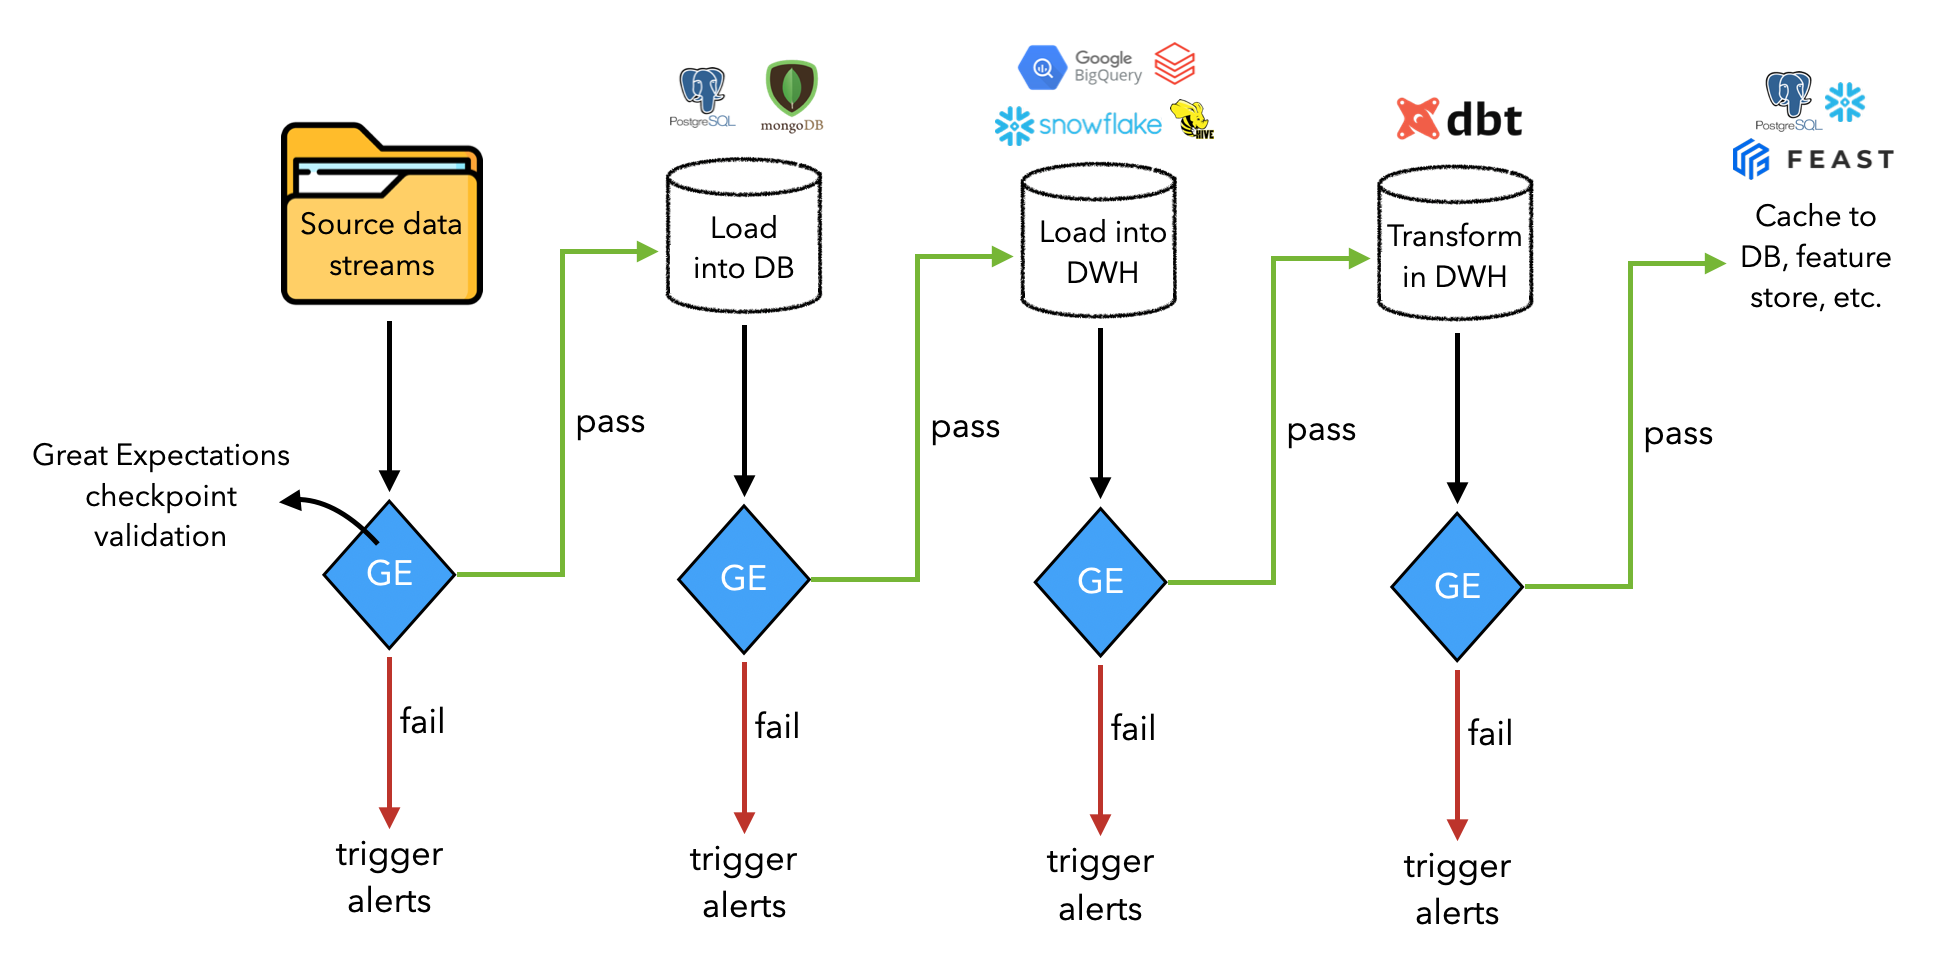 Source data
streams
Great Expectations
checkpoint
validation
GE
pass
fail
trigger
alerts
PostgreSQL
mongoDB
Load
into DB
GE
pass
fail
trigger
alerts
Google
BigQuery
snowflake
HIVE
Load into
DWH
GE
pass
fail
trigger
alerts
dbt
Transform
in DWH
GE
pass
fail
trigger
alerts
PostgreSQL
FEAST
Cache to
DB, feature
store, etc.